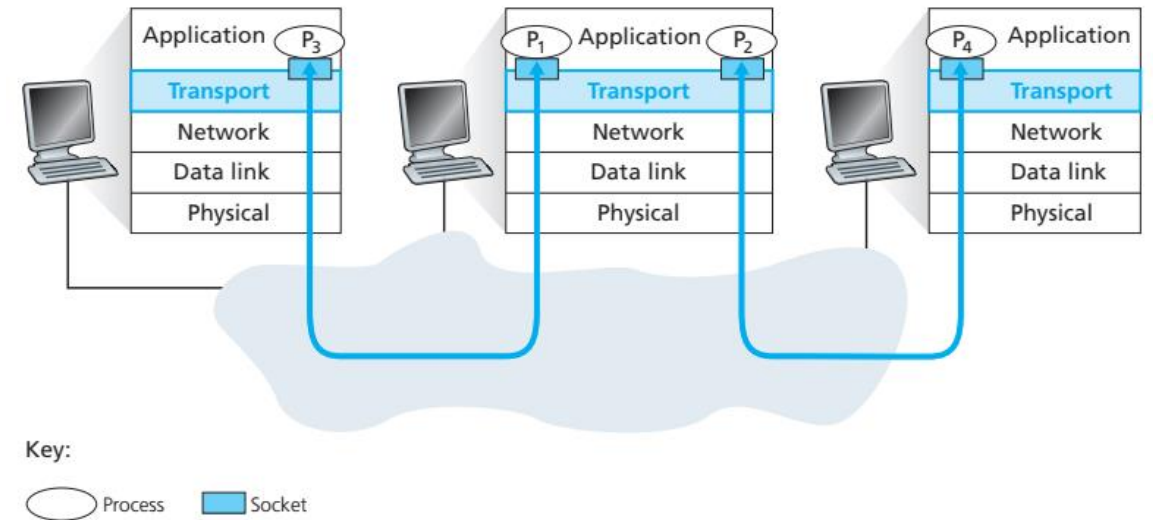 Application P3
Transport
Network
Data link
Physical
P1 Application P2
Transport
Network
Data link
Physical
P4 Application
Transport
Network
Data link
Physical
Key:
Process Socket